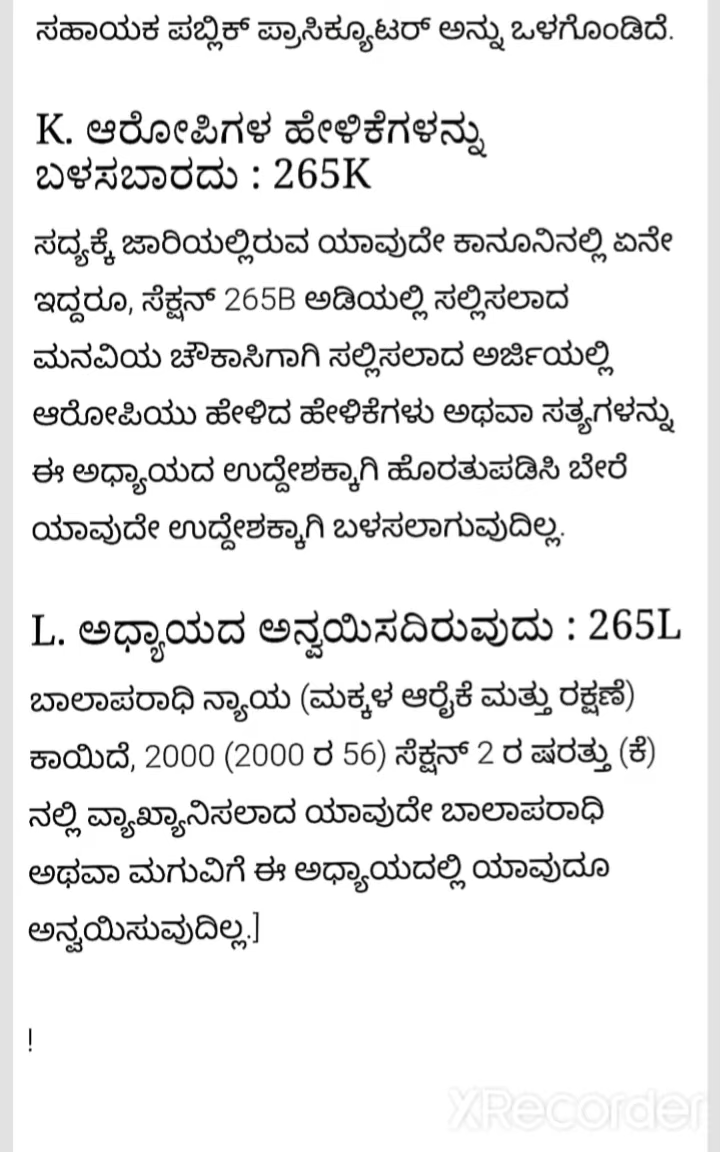 ಸಹಾಯಕ ಪಬ್ಲಿಕ್ ಪ್ರಾಸಿಕ್ಯೂಟರ್ ಅನ್ನು ಒಳಗೊಂಡಿದೆ.
K. ಆರೋಪಿಗಳ ಹೇಳಿಕೆಗಳನ್ನು
ಬಳಸಬಾರದು : 265K
ಸದ್ಯಕ್ಕೆ ಜಾರಿಯಲ್ಲಿರುವ ಯಾವುದೇ ಕಾನೂನಿನಲ್ಲಿ ಏನೇ
ಇದ್ದರೂ, ಸೆಕ್ಷನ್ 265B ಅಡಿಯಲ್ಲಿ ಸಲ್ಲಿಸಲಾದ
ಮನವಿಯ ಚೌಕಾಸಿಗಾಗಿ ಸಲ್ಲಿಸಲಾದ ಅರ್ಜಿಯಲ್ಲಿ
ಆರೋಪಿಯು ಹೇಳಿದ ಹೇಳಿಕೆಗಳು ಅಥವಾ ಸತ್ಯಗಳನ್ನು
ಈ ಅಧ್ಯಾಯದ ಉದ್ದೇಶಕ್ಕಾಗಿ ಹೊರತುಪಡಿಸಿ ಬೇರೆ
ಯಾವುದೇ ಉದ್ದೇಶಕ್ಕಾಗಿ ಬಳಸಲಾಗುವುದಿಲ್ಲ.
L. ಅಧ್ಯಾಯದ ಅನ್ವಯಿಸದಿರುವುದು : 265L
ಬಾಲಾಪರಾಧಿ ನ್ಯಾಯ (ಮಕ್ಕಳ ಆರೈಕೆ ಮತ್ತು ರಕ್ಷಣೆ)
ಕಾಯಿದೆ, 2000 (2000 ರ 56) ಸೆಕ್ಷನ್ 2 ರ ಷರತ್ತು (ಕೆ)
ನಲ್ಲಿ ವ್ಯಾಖ್ಯಾನಿಸಲಾದ ಯಾವುದೇ ಬಾಲಾಪರಾಧಿ
ಅಥವಾ ಮಗುವಿಗೆ ಈ ಅಧ್ಯಾಯದಲ್ಲಿ ಯಾವುದೂ
ಅನ್ವಯಿಸುವುದಿಲ್ಲ.]
!
XRecorder